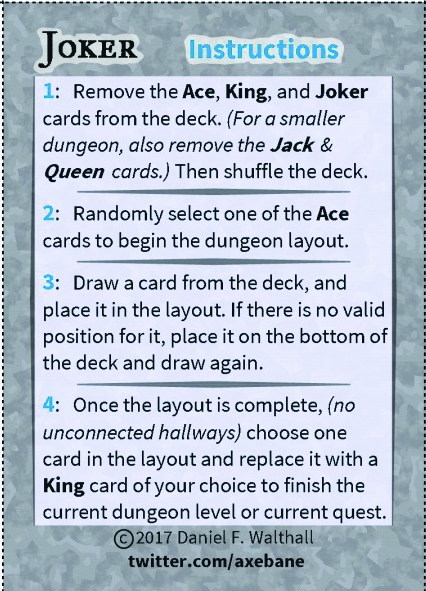 JOKER Instructions
1: Remove the Ace, King, and Joker
cards from the deck. (For a smaller
dungeon, also remove the Jack &
Queen cards.) Then shuffle the deck.
2: Randomly select one of the Ace
cards to begin the dungeon layout.
3: Draw a card from the deck, and
place it in the layout. If there is no valid
position for it, place it on the bottom of
the deck and draw again.
4: Once the layout is complete, (no
unconnected hallways) choose one
card in the layout and replace it with a
King card of your choice to finish the
current dungeon level or current quest.
©2017 Daniel F. Walthall
twitter.com/axebane